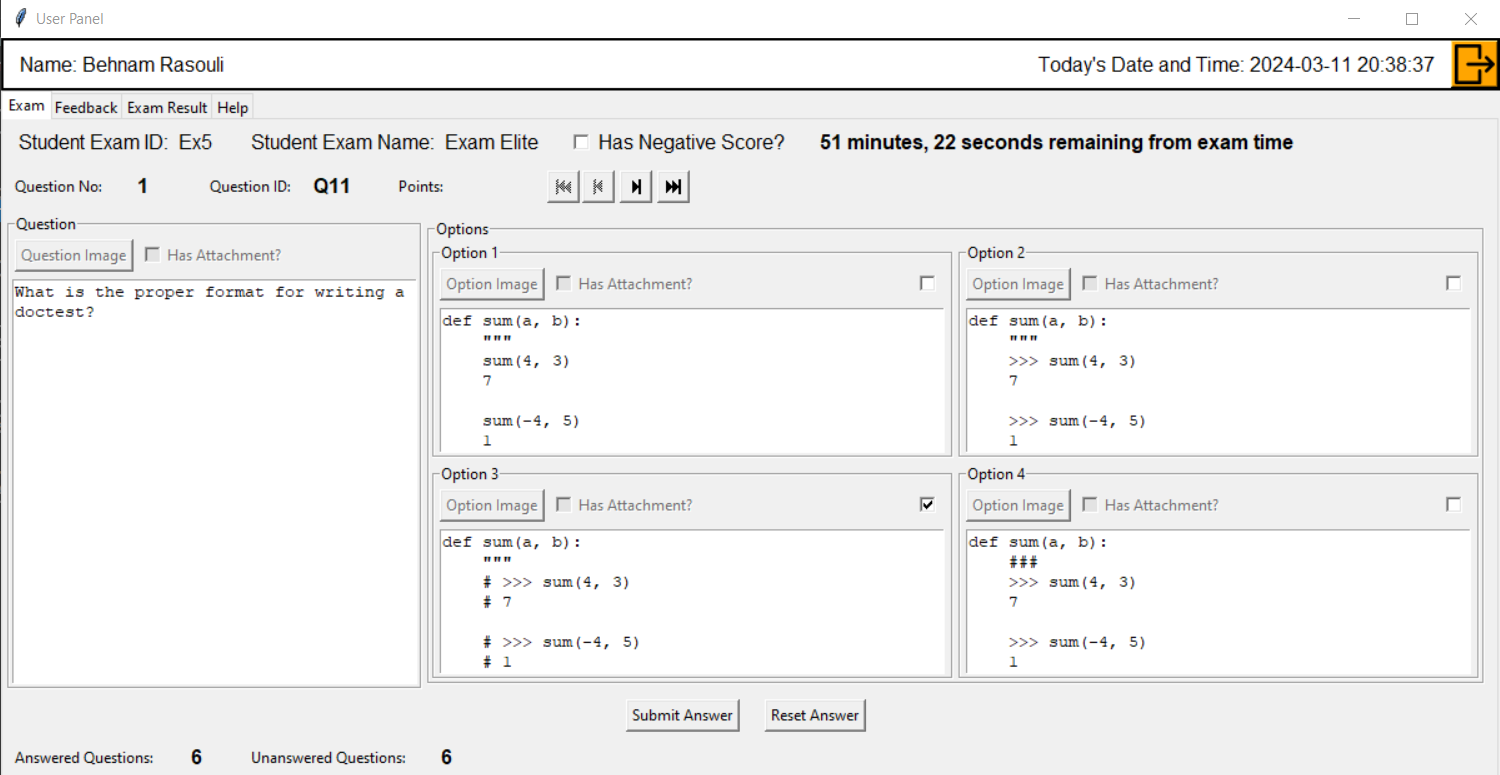 User Panel
Name: Behnam Rasouli
Today's Date and Time: 2024-03-11 20:38:37
Exam Feedback Exam Result Help
Student Exam ID: Ex5 Student Exam Name: Exam Elite Has Negative Score? 51 minutes, 22 seconds remaining from exam time
Question No: 1 Question ID: Q11 Points:
Question
Question Image Has Attachment?
What is the proper format for writing a
doctest?
Options
Option 1
Option Image Has Attachment?
def sum(a, b):
    """
    sum(4, 3)
    7

    sum(-4, 5)
    1
Option 2
Option Image Has Attachment?
def sum(a, b):
    """
    >>> sum(4, 3)
    7

    >>> sum(-4, 5)
    1
Option 3
Option Image Has Attachment?
def sum(a, b):
    """
    # >>> sum(4, 3)
    # 7

    # >>> sum(-4, 5)
    # 1
Option 4
Option Image Has Attachment?
def sum(a, b):
    ###
    >>> sum(4, 3)
    7

    >>> sum(-4, 5)
    1
Submit Answer Reset Answer
Answered Questions: 6 Unanswered Questions: 6